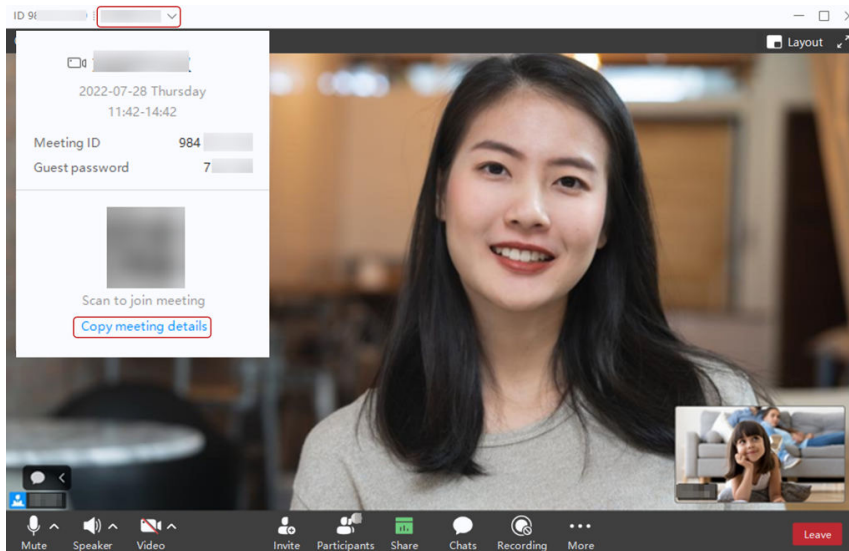 ID 98
Layout
2022-07-28 Thursday
11:42-14:42
Meeting ID 984
Guest password 7
Scan to join meeting
Copy meeting details
Mute
Speaker
Video
Invite
Participants
Share
Chats
Recording
More
Leave